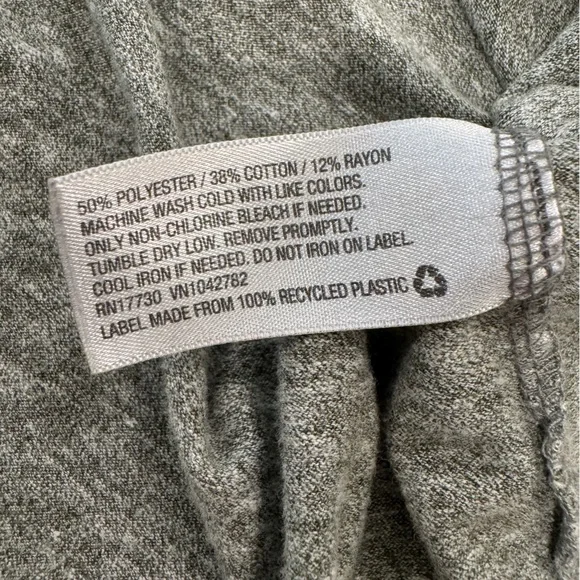 50% POLYESTER / 38% COTTON / 12% RAYON
MACHINE WASH COLD WITH LIKE COLORS.
ONLY NON-CHLORINE BLEACH IF NEEDED.
TUMBLE DRY LOW. REMOVE PROMPTLY.
COOL IRON IF NEEDED. DO NOT IRON ON LABEL.
RN17730 VN1042782
LABEL MADE FROM 100% RECYCLED PLASTIC